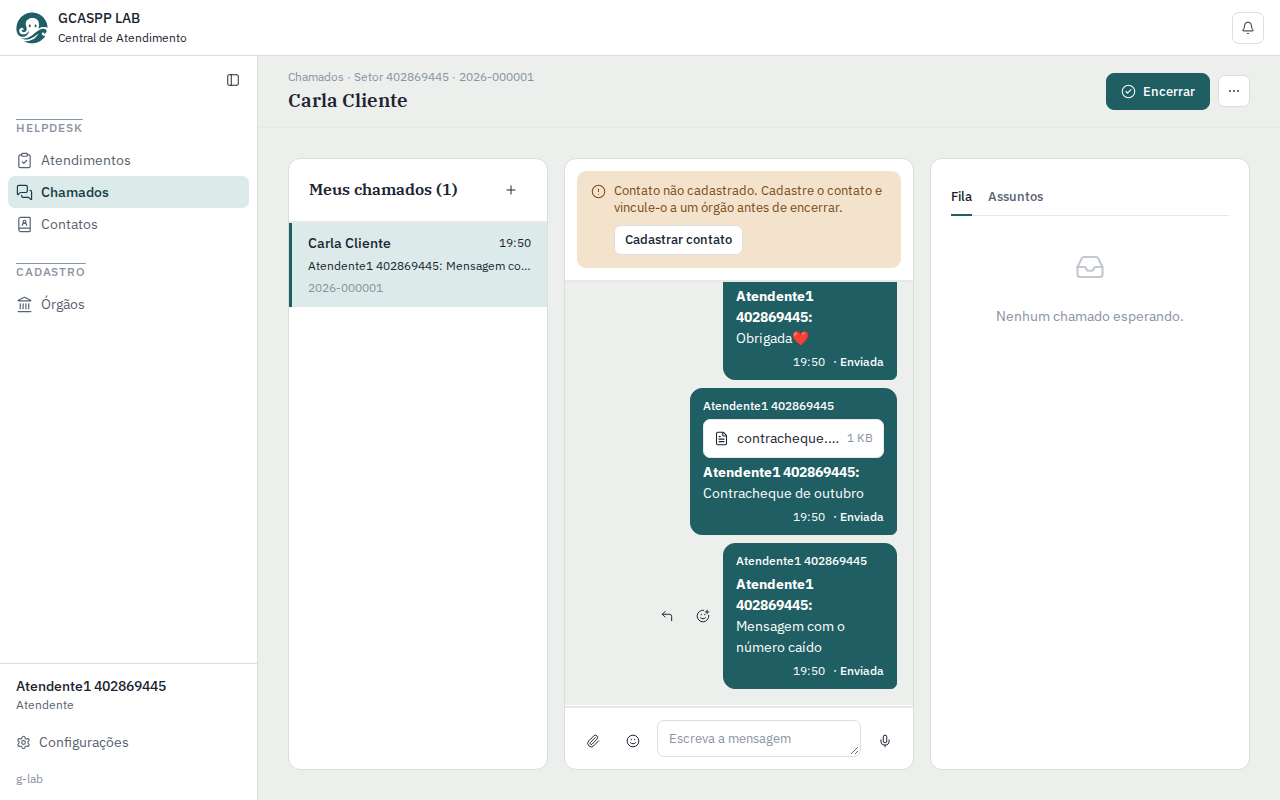 GCASPP LAB
Central de Atendimento
HELPDESK
Atendimentos
Chamados
Contatos
CADASTRO
Órgãos
Atendente1 402869445
Atendente
Configurações
g-lab
Chamados · Setor 402869445 · 2026-000001
Carla Cliente
Encerrar
Meus chamados (1)
Carla Cliente 19:50
Atendente1 402869445: Mensagem co...
2026-000001
Contato não cadastrado. Cadastre o contato e
vincule-o a um órgão antes de encerrar.
Cadastrar contato
Atendente1
402869445:
Obrigada❤️
19:50 · Enviada
Atendente1 402869445
contracheque.... 1 KB
Atendente1 402869445:
Contracheque de outubro
19:50 · Enviada
Atendente1 402869445
Atendente1
402869445:
Mensagem com o
número caído
19:50 · Enviada
Escreva a mensagem
Fila Assuntos
Nenhum chamado esperando.